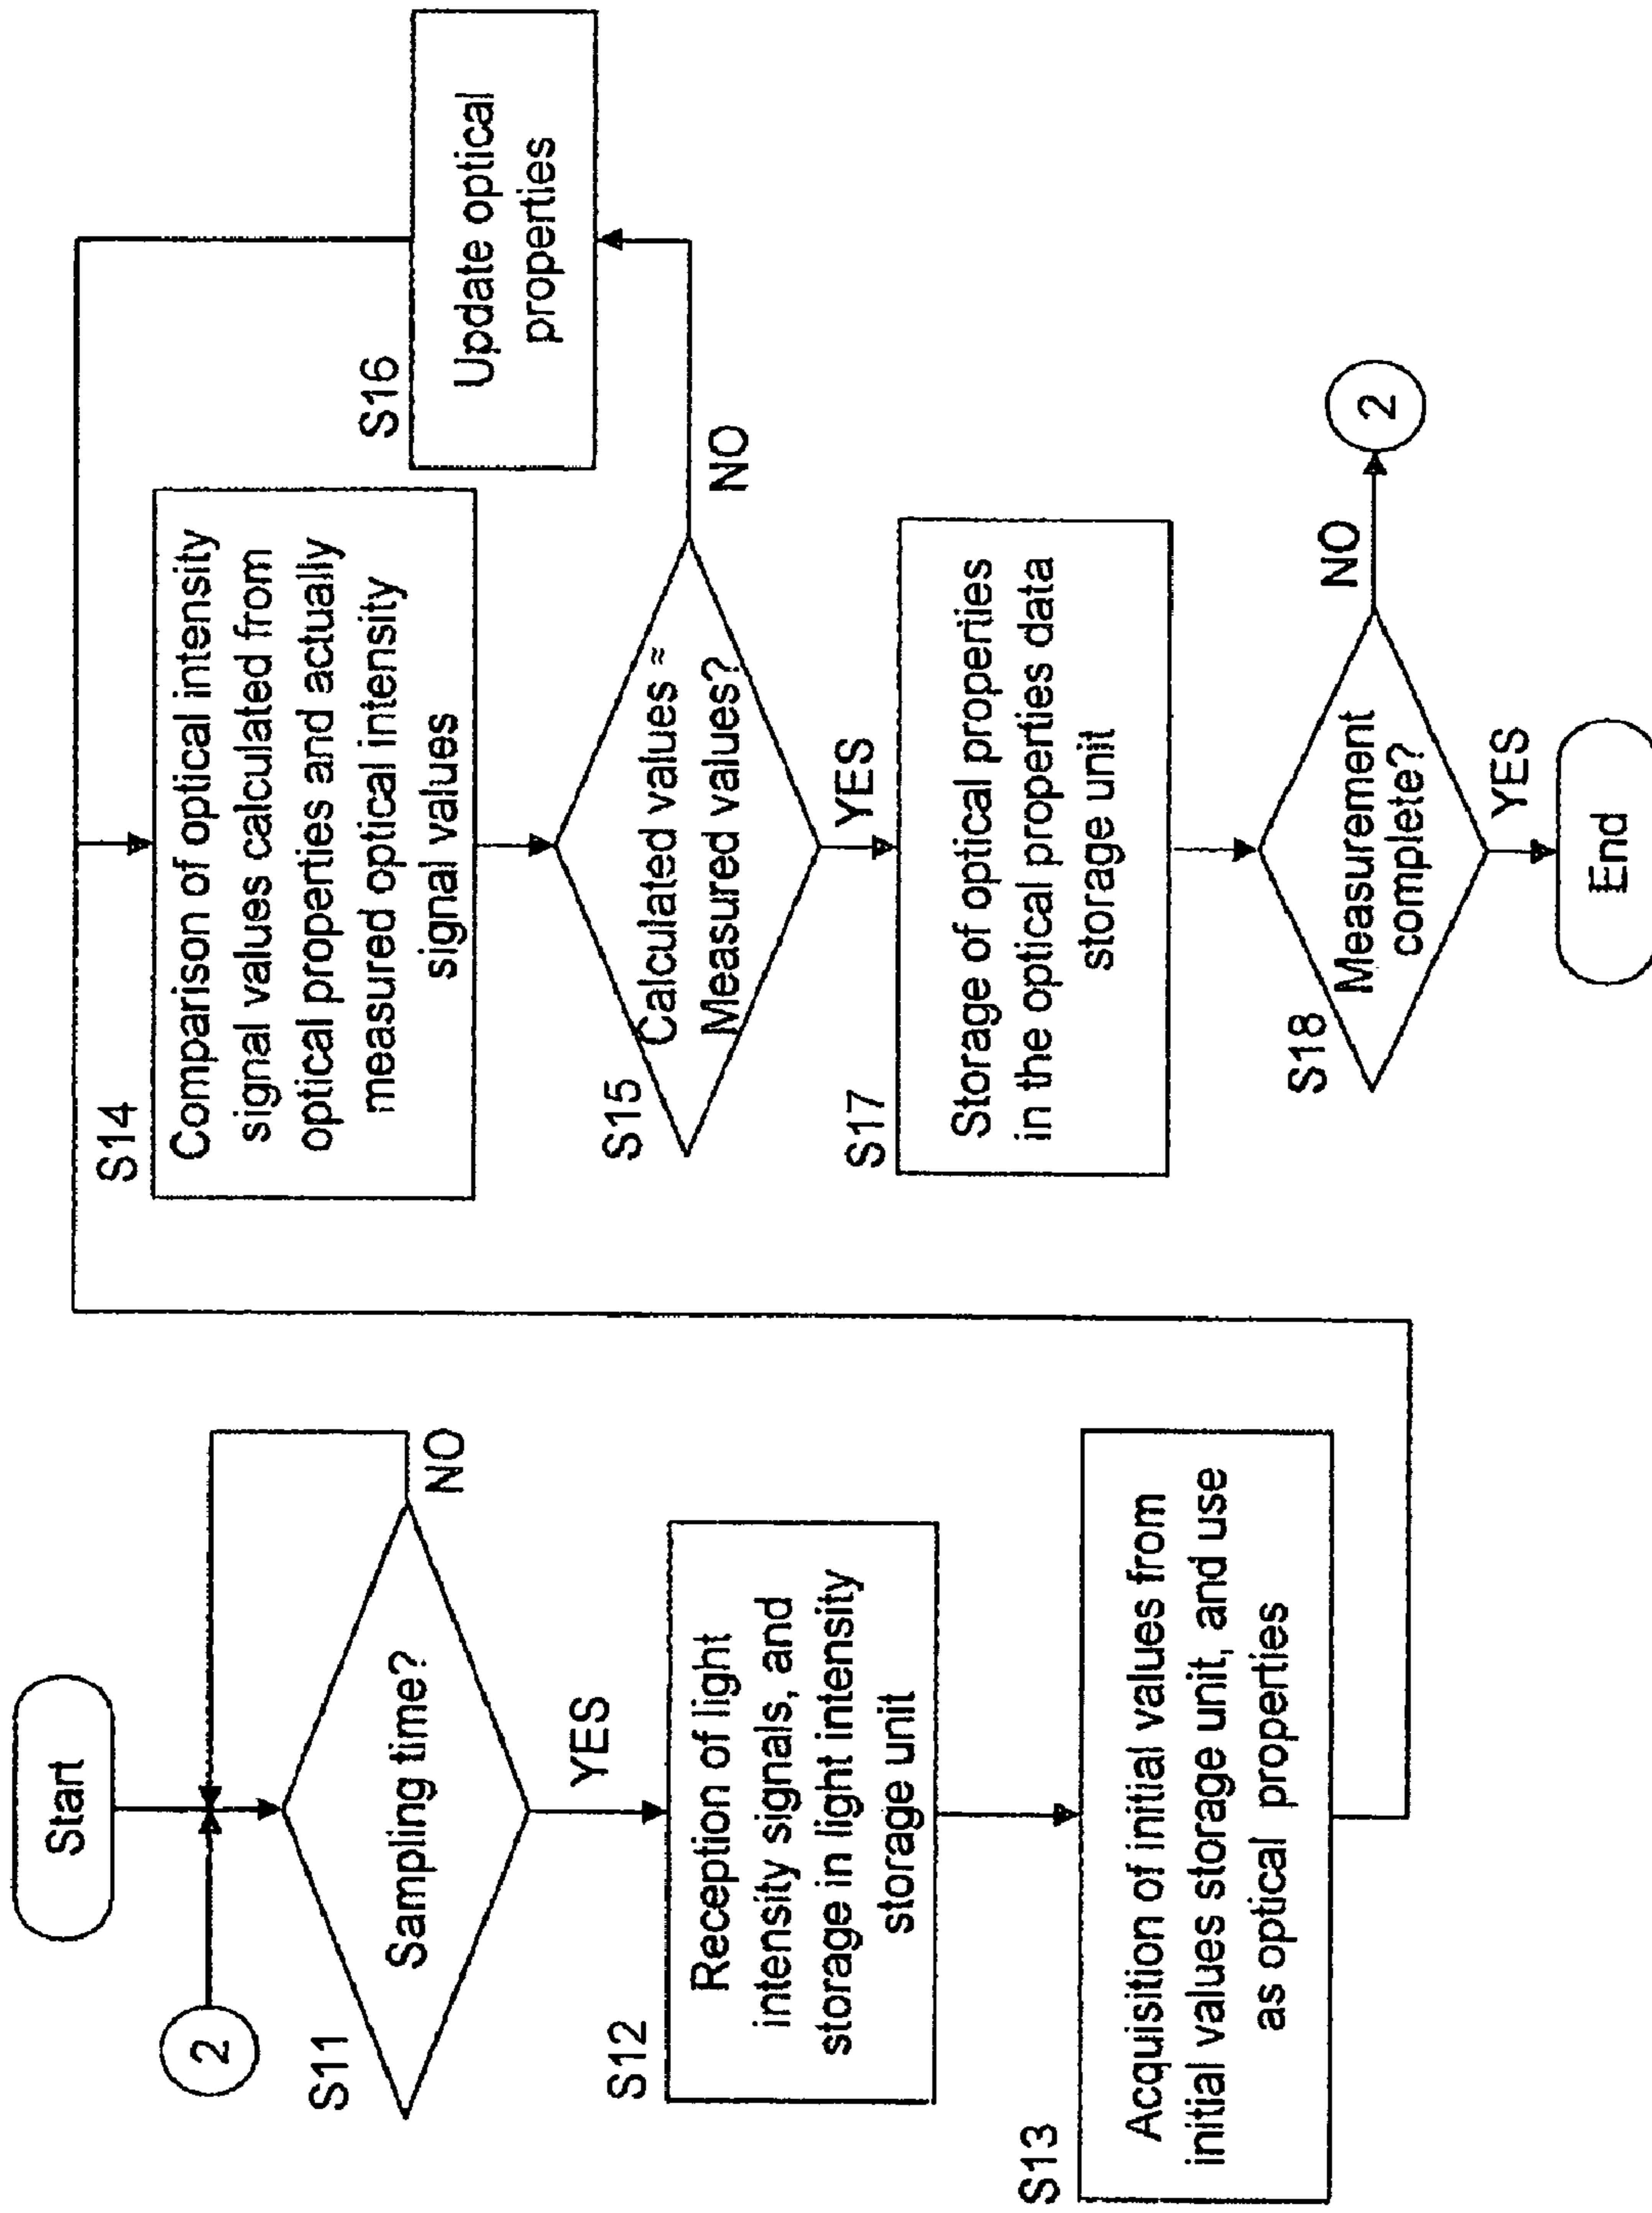 Start
2
S11
Sampling time?
NO
YES
S12
Reception of light
intensity signals, and
storage in light intensity
storage unit
S13
Acquisition of initial values from
initial values storage unit, and use
as optical properties
S14
Comparison of optical intensity
signal values calculated from
optical properties and actually
measured optical intensity
signal values
S15
Calculated values ≈
Measured values?
NO
S16
Update optical
properties
YES
S17
Storage of optical properties
in the optical properties data
storage unit
S18
Measurement
complete?
NO
2
YES
End